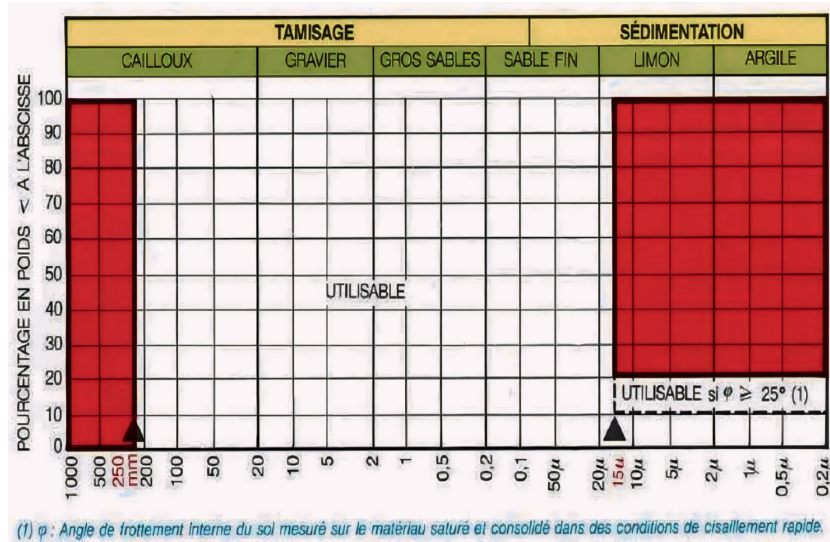 TAMISAGE SÉDIMENTATION
CAILLOUX GRAVIER GROS SABLES SABLE FIN LIMON ARGILE
POURCENTAGE EN POIDS < A L'ABSCISSE
100
90
80
70
60
50
40
30
20
10
0
UTILISABLE
UTILISABLE si φ ⩾ 25° (1)
1000 500 250 mm 200 100 50 20 10 5 2 1 0,5 0,2 0,1 50µ 20µ 15µ 10µ 5µ 2µ 1µ 0,5µ 0,2µ
(1) φ : Angle de frottement interne du sol mesuré sur le matériau saturé et consolidé dans des conditions de cisaillement rapide.